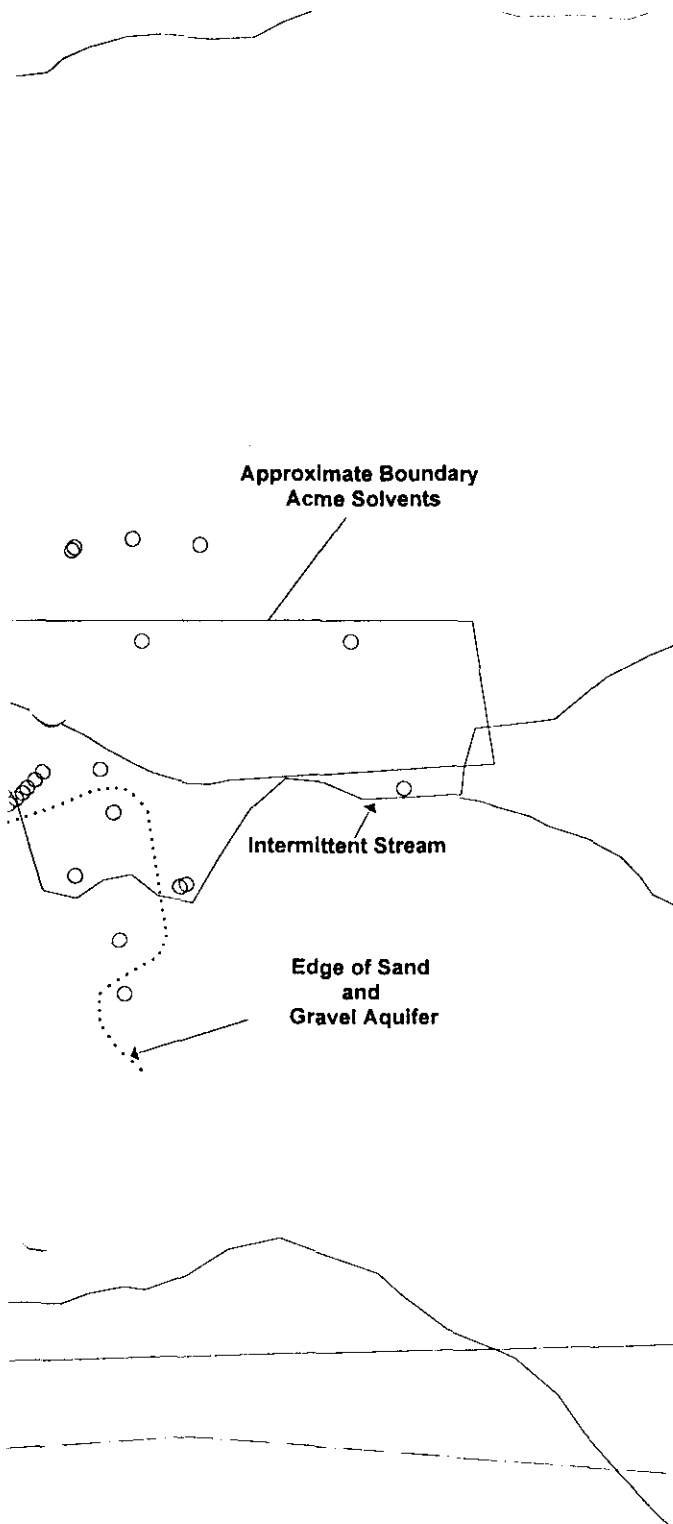 Approximate Boundary
Acme Solvents
Intermittent Stream
Edge of Sand
and
Gravel Aquifer